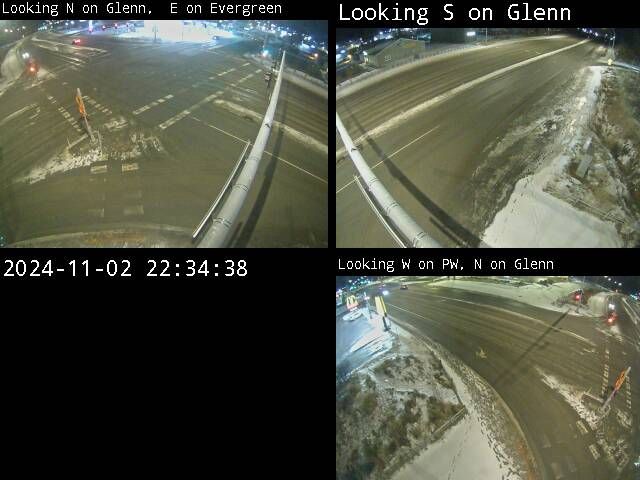 Looking N on Glenn,  E on Evergreen
Looking S on Glenn
2024-11-02 22:34:38
Looking W on PW, N on Glenn